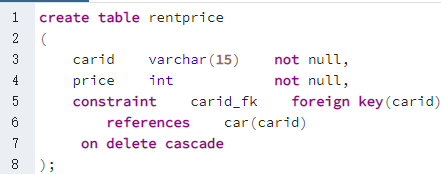 1 create table rentprice
2 (
3 carid varchar(15) not null,
4 price int not null,
5 constraint carid_fk foreign key(carid)
6 references car(carid)
7 on delete cascade
8 );